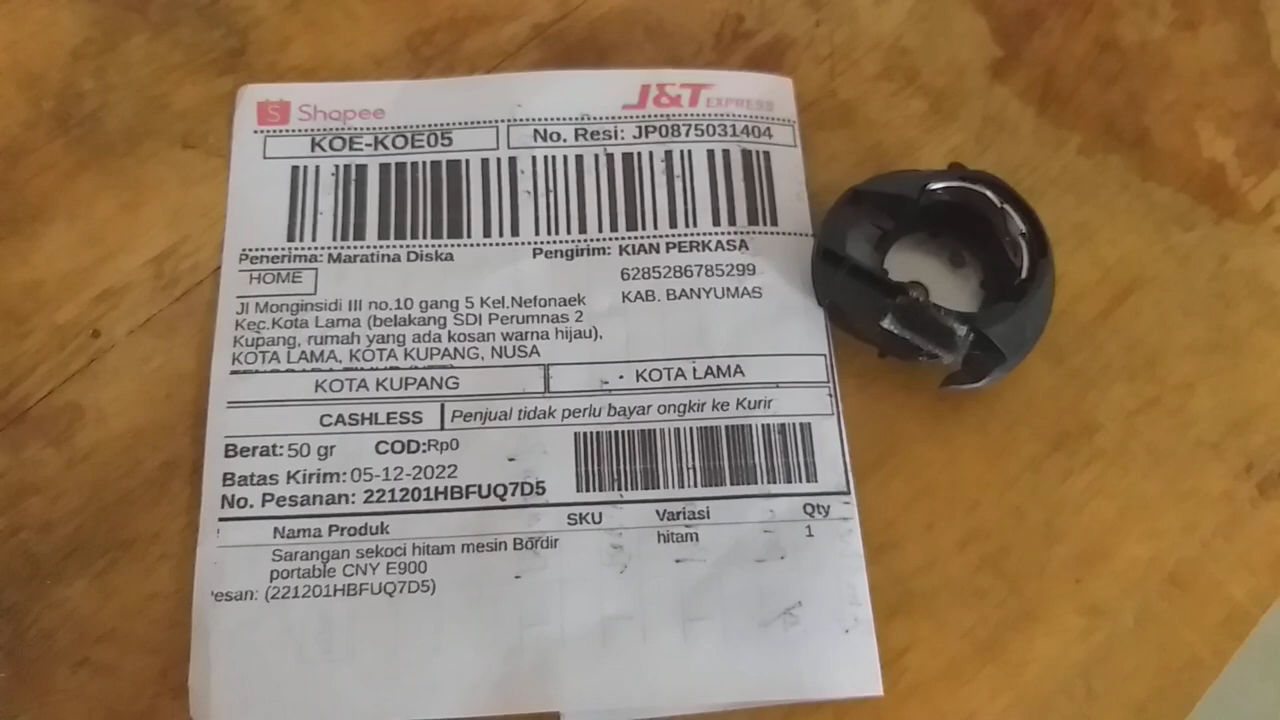 Shopee
J&T EXPRESS
KOE-KOE05
No. Resi: JP0875031404
Penerima: Maratina Diska
Pengirim: KIAN PERKASA
HOME
6285286785299
KAB. BANYUMAS
Jl Monginsidi III no.10 gang 5 Kel.Nefonaek
Kec.Kota Lama (belakang SDI Perumnas 2
Kupang, rumah yang ada kosan warna hijau),
KOTA LAMA, KOTA KUPANG, NUSA
KOTA KUPANG
KOTA LAMA
CASHLESS
Penjual tidak perlu bayar ongkir ke Kurir
Berat: 50 gr
COD:Rp0
Batas Kirim: 05-12-2022
No. Pesanan: 221201HBFUQ7D5
Nama Produk SKU Variasi Qty
Sarangan sekoci hitam mesin Bordir hitam 1
portable CNY E900
esan: (221201HBFUQ7D5)